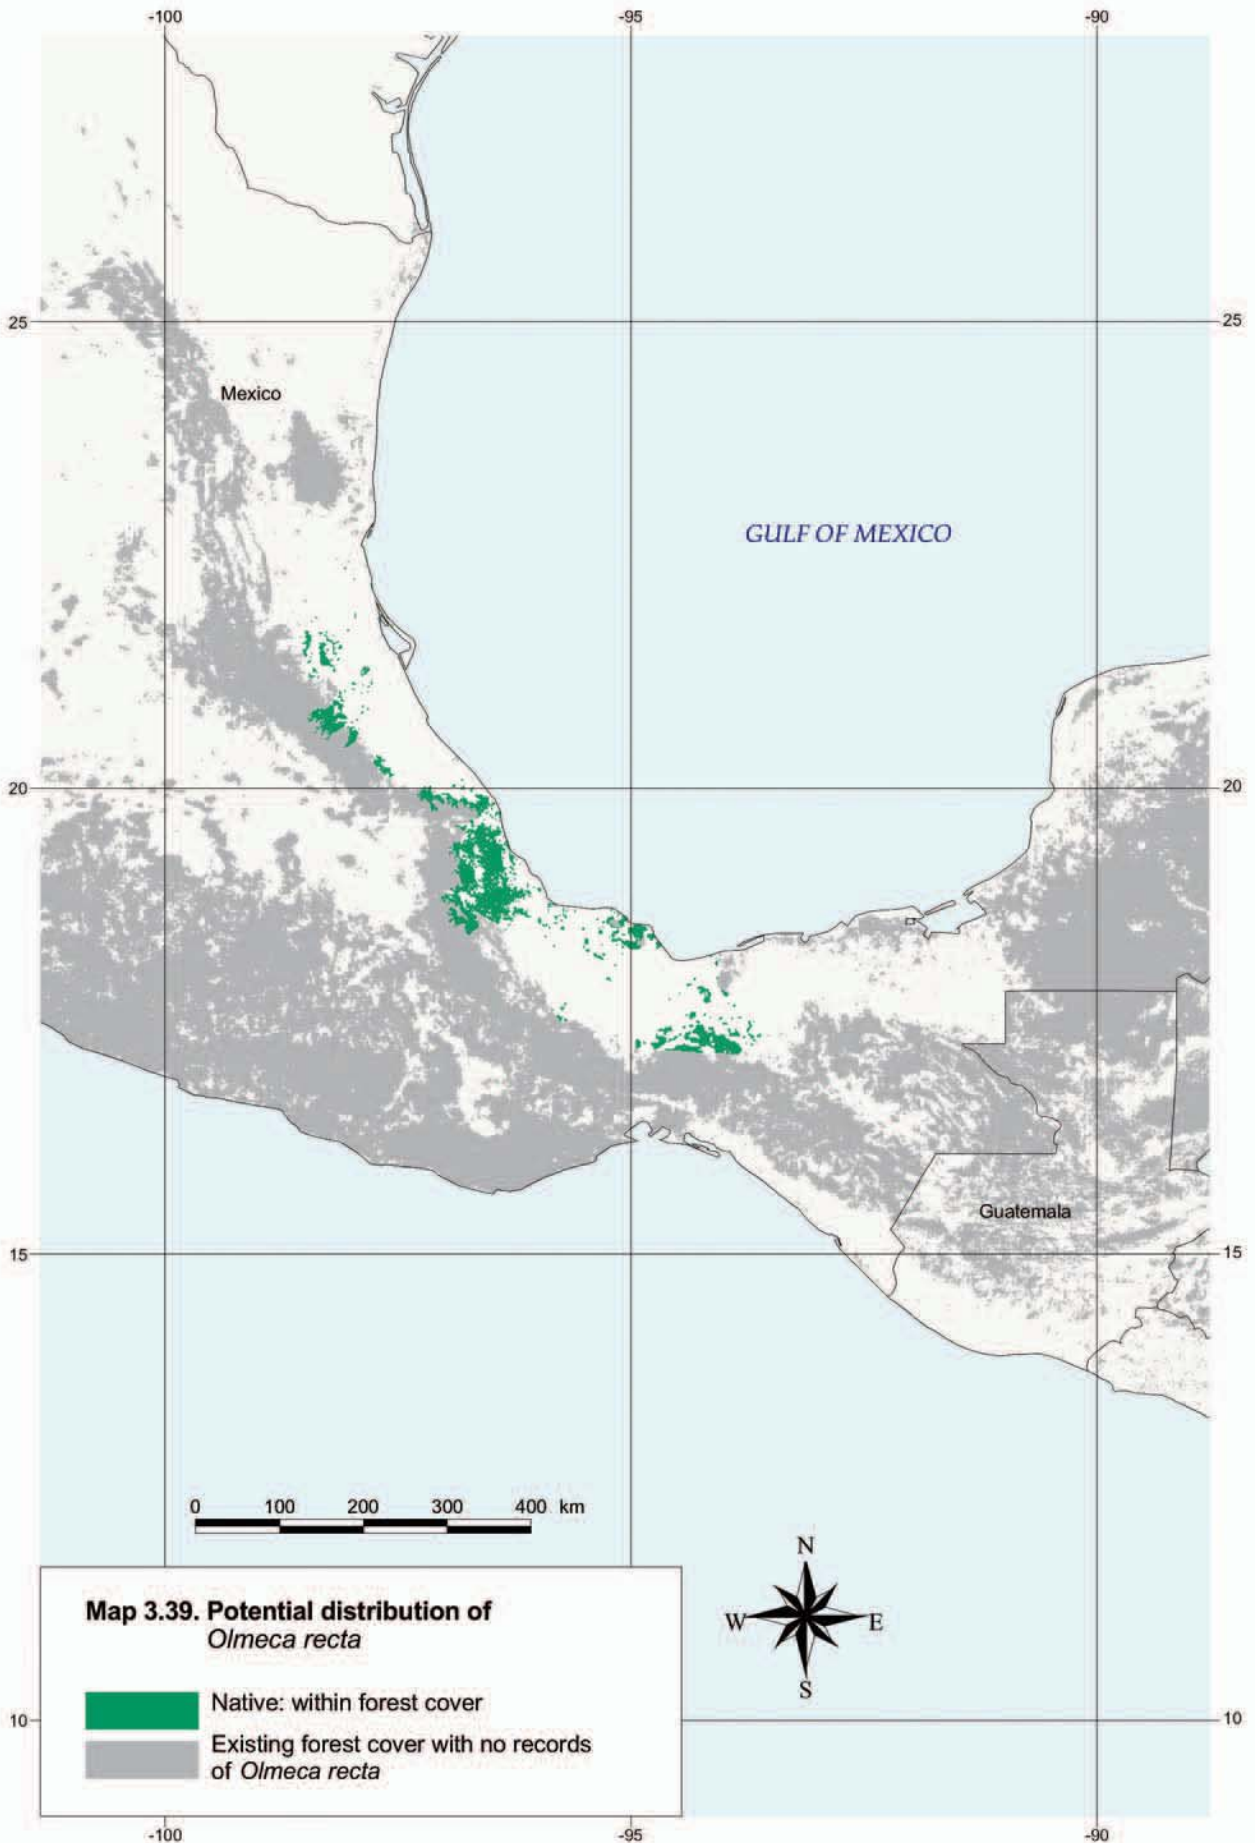 -100 -95 -90
25 25
Mexico
GULF OF MEXICO
20 20
Guatemala
15 15
0 100 200 300 400 km
N
W E
S
Map 3.39. Potential distribution of
Olmeca recta
Native: within forest cover
10 10
Existing forest cover with no records
of Olmeca recta
-100 -95 -90